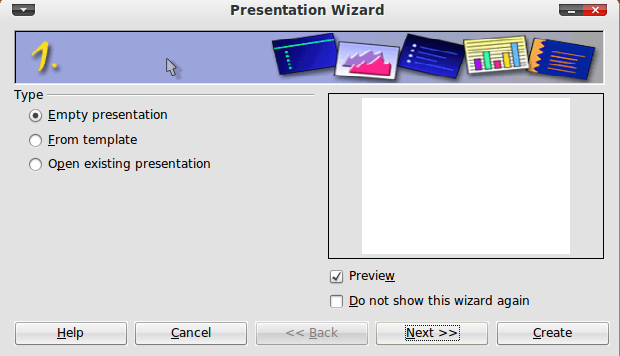 Presentation Wizard
1.
Type
Empty presentation
From template
Open existing presentation
Preview
Do not show this wizard again
Help
Cancel
<< Back
Next >>
Create